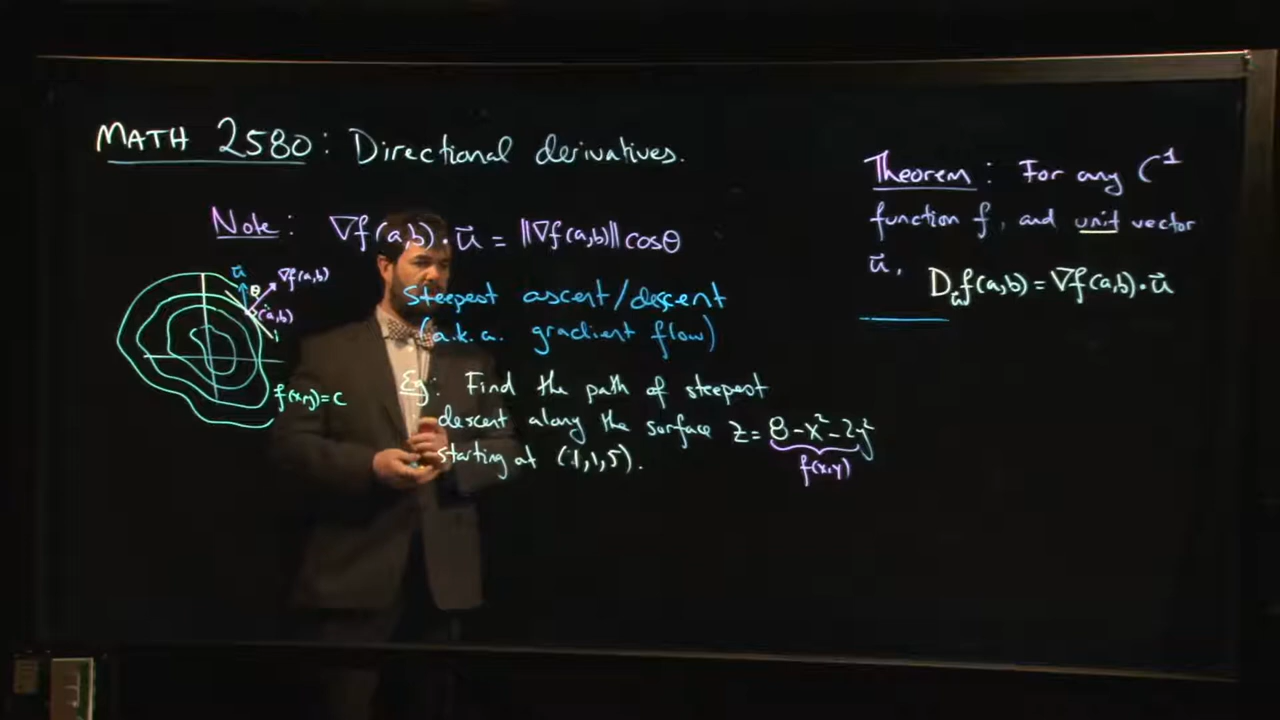 MATH 2580: Directional derivatives.
Note: ∇f(a,b)·u⃗ = ‖∇f(a,b)‖cosθ
u⃗
θ
∇f(a,b)
(a,b)
f(x,y)=C
Steepest ascent/descent
(a.k.a. gradient flow)
Eg: Find the path of steepest
descent along the surface z = 8-x²-2y²
f(x,y)
starting at (1,1,5).
Theorem: For any C¹
function f, and unit vector
u⃗,
D_u⃗ f(a,b) = ∇f(a,b)·u⃗